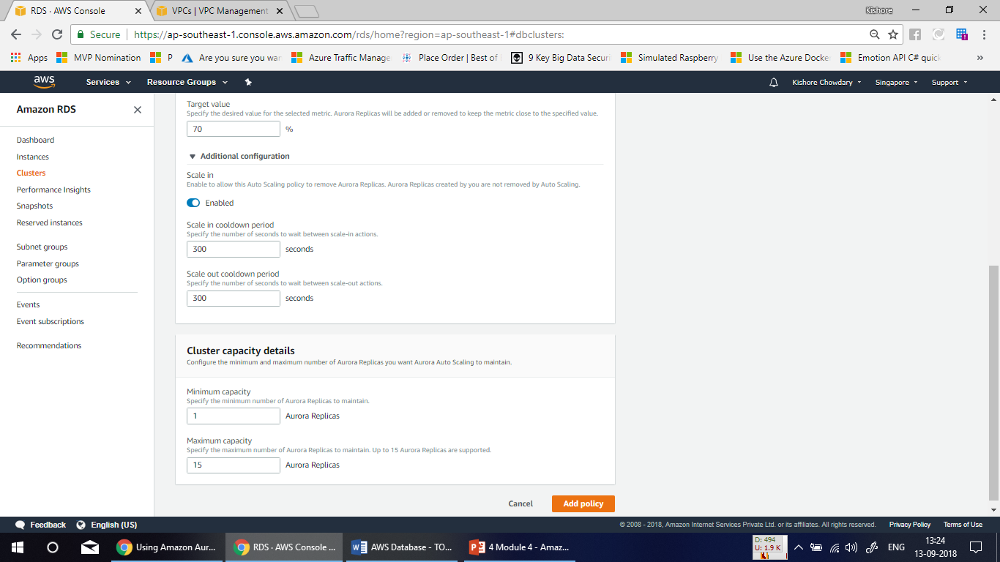 RDS · AWS Console
VPCs | VPC Management
Kishore
Secure
https://ap-southeast-1.console.aws.amazon.com/rds/home?region=ap-southeast-1#dbclusters:
Apps
MVP Nomination
P
Are you sure you wan
Azure Traffic Manage
Place Order | Best of
9 Key Big Data Securi
Simulated Raspberry
Use the Azure Docke
Emotion API C# quick
»
aws
Services
Resource Groups
Kishore Chowdary
Singapore
Support
Amazon RDS
Dashboard
Instances
Clusters
Performance Insights
Snapshots
Reserved instances
Subnet groups
Parameter groups
Option groups
Events
Event subscriptions
Recommendations
Target value
Specify the desired value for the selected metric. Aurora Replicas will be added or removed to keep the metric close to the specified value.
70 %
Additional configuration
Scale in
Enable to allow this Auto Scaling policy to remove Aurora Replicas. Aurora Replicas created by you are not removed by Auto Scaling.
Enabled
Scale in cooldown period
Specify the number of seconds to wait between scale-in actions.
300 seconds
Scale out cooldown period
Specify the number of seconds to wait between scale-out actions.
300 seconds
Cluster capacity details
Configure the minimum and maximum number of Aurora Replicas you want Aurora Auto Scaling to maintain.
Minimum capacity
Specify the minimum number of Aurora Replicas to maintain.
1 Aurora Replicas
Maximum capacity
Specify the maximum number of Aurora Replicas to maintain. Up to 15 Aurora Replicas are supported.
15 Aurora Replicas
Cancel
Add policy
Feedback
English (US)
© 2008 - 2018, Amazon Internet Services Private Ltd. or its affiliates. All rights reserved.
Privacy Policy
Terms of Use
Using Amazon Aur...
RDS · AWS Console ...
AWS Database - TO...
4 Module 4 - Amaz...
D: 494
U: 1.9 K
ENG
13:24
13-09-2018